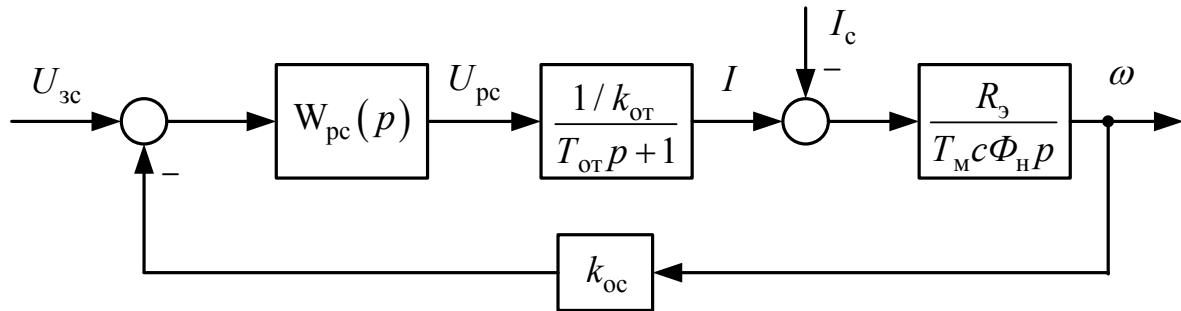 U_зс
W_рс(p)
U_рс
1 / k_от
T_от p + 1
I
I_с
–
R_э
T_м cΦ_н p
ω
–
k_ос